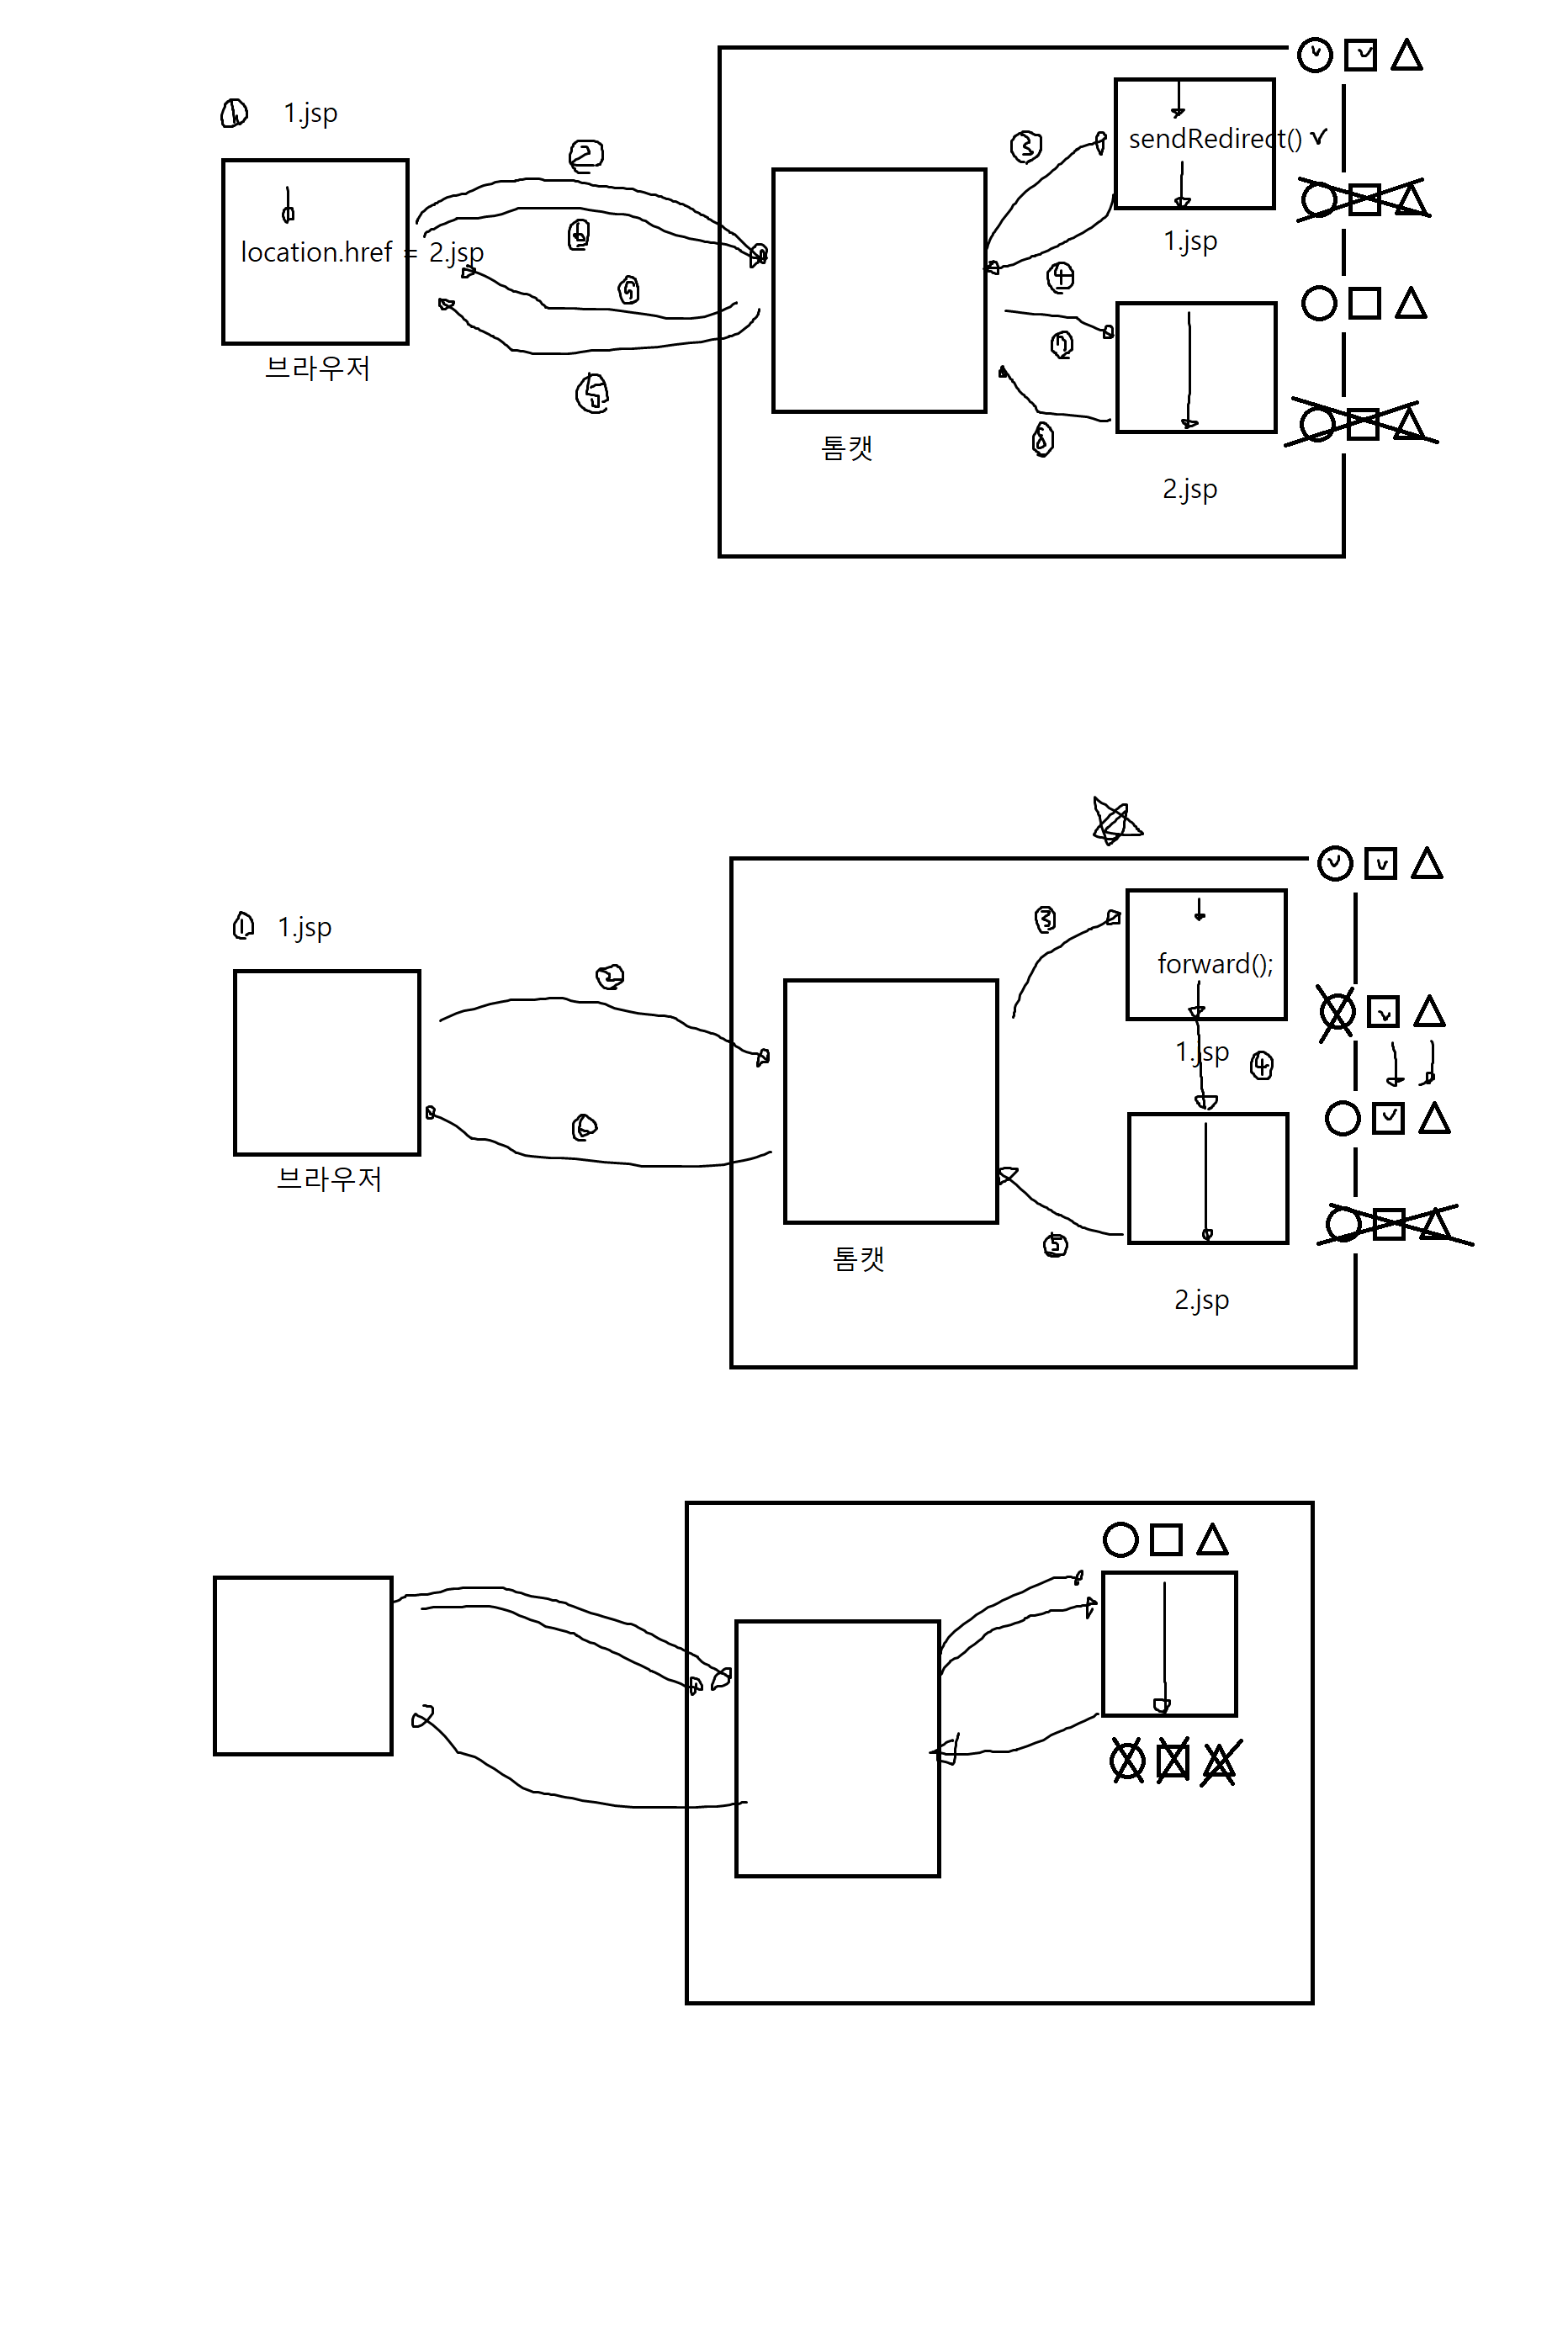 ① 1.jsp
②
③
sendRedirect()
1.jsp
⑥
location.href = 2.jsp
⑤
④
⑦
브라우저
⑤
⑧
톰캣
2.jsp
① 1.jsp
②
③
forward();
1.jsp
④
⑥
브라우저
⑤
톰캣
2.jsp